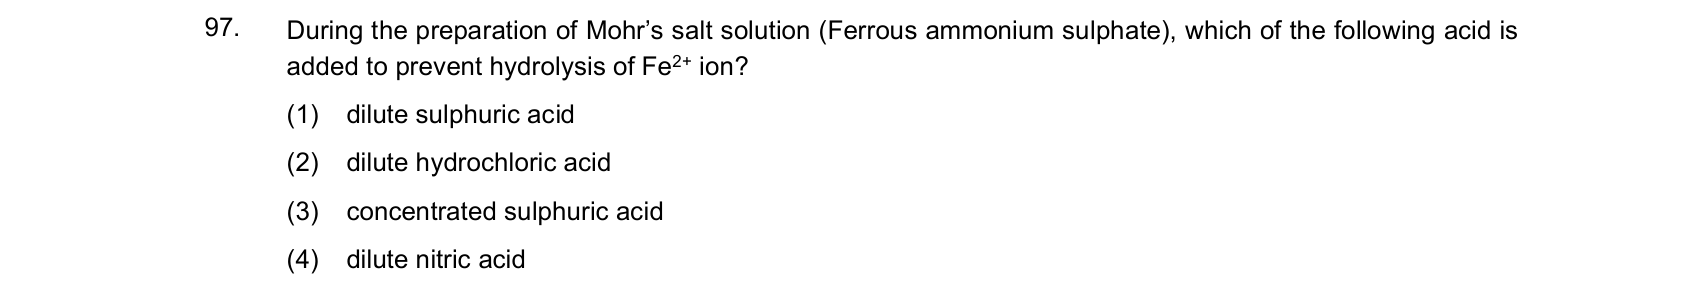 97. During the preparation of Mohr’s salt solution (Ferrous ammonium sulphate), which of the following acid is
added to prevent hydrolysis of Fe²⁺ ion?
(1) dilute sulphuric acid
(2) dilute hydrochloric acid
(3) concentrated sulphuric acid
(4) dilute nitric acid